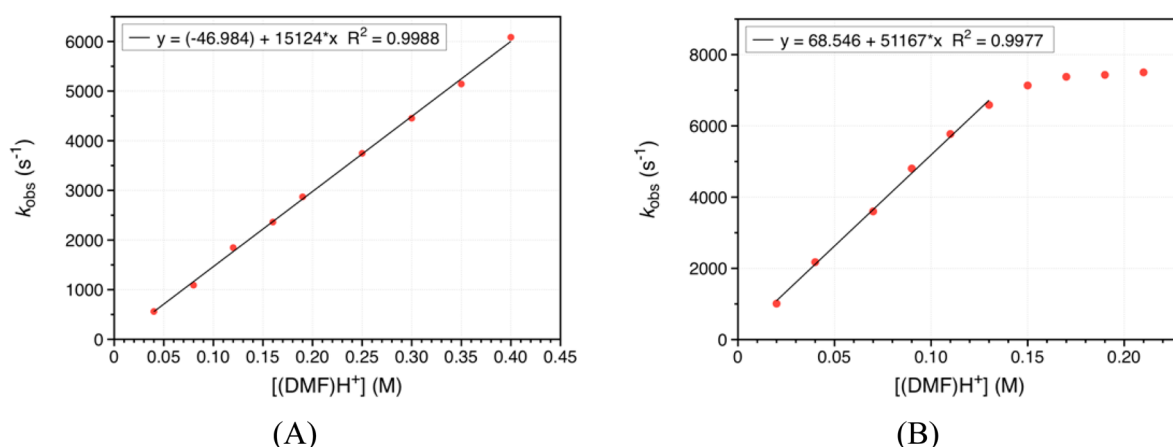 y = (-46.984) + 15124*x R² = 0.9988
6000
5000
4000
3000
2000
1000
0
k_obs (s⁻¹)
0 0.05 0.10 0.15 0.20 0.25 0.30 0.35 0.40 0.45
[(DMF)H⁺] (M)
(A)
y = 68.546 + 51167*x R² = 0.9977
8000
6000
4000
2000
0
k_obs (s⁻¹)
0 0.05 0.10 0.15 0.20
[(DMF)H⁺] (M)
(B)